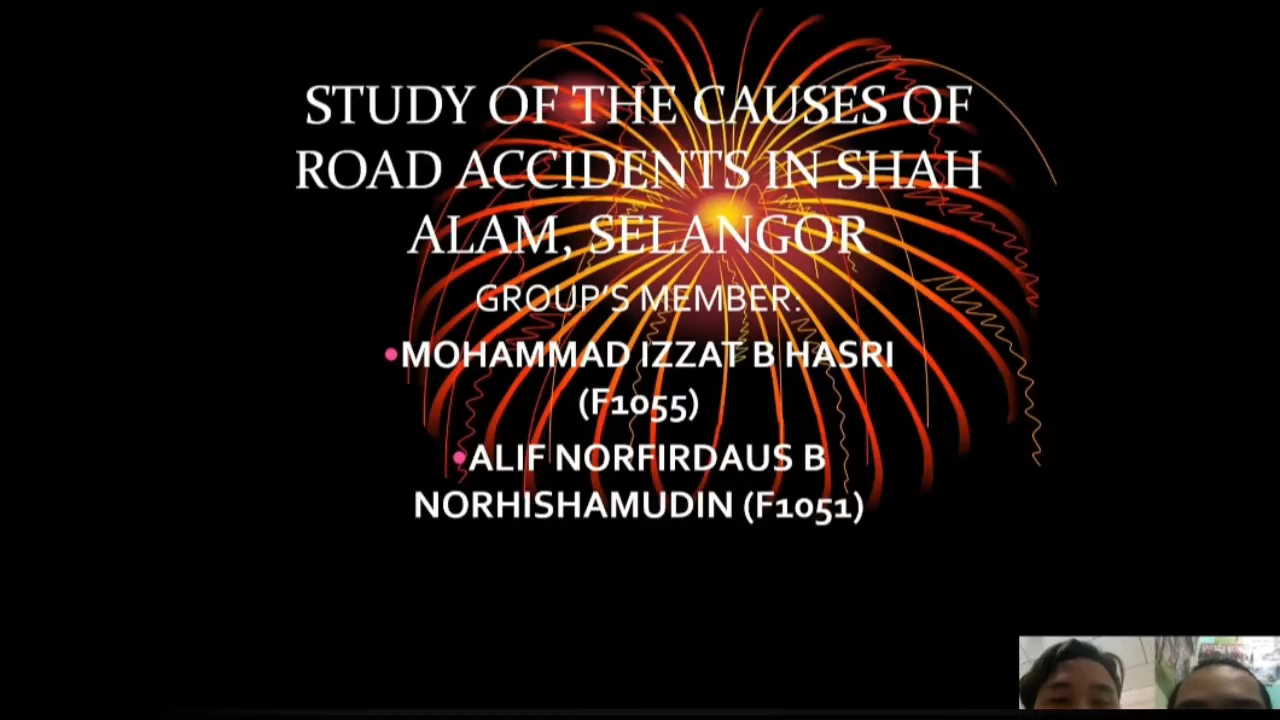 STUDY OF THE CAUSES OF
ROAD ACCIDENTS IN SHAH
ALAM, SELANGOR
GROUP'S MEMBER:
•MOHAMMAD IZZAT B HASRI
(F1055)
•ALIF NORFIRDAUS B
NORHISHAMUDIN (F1051)